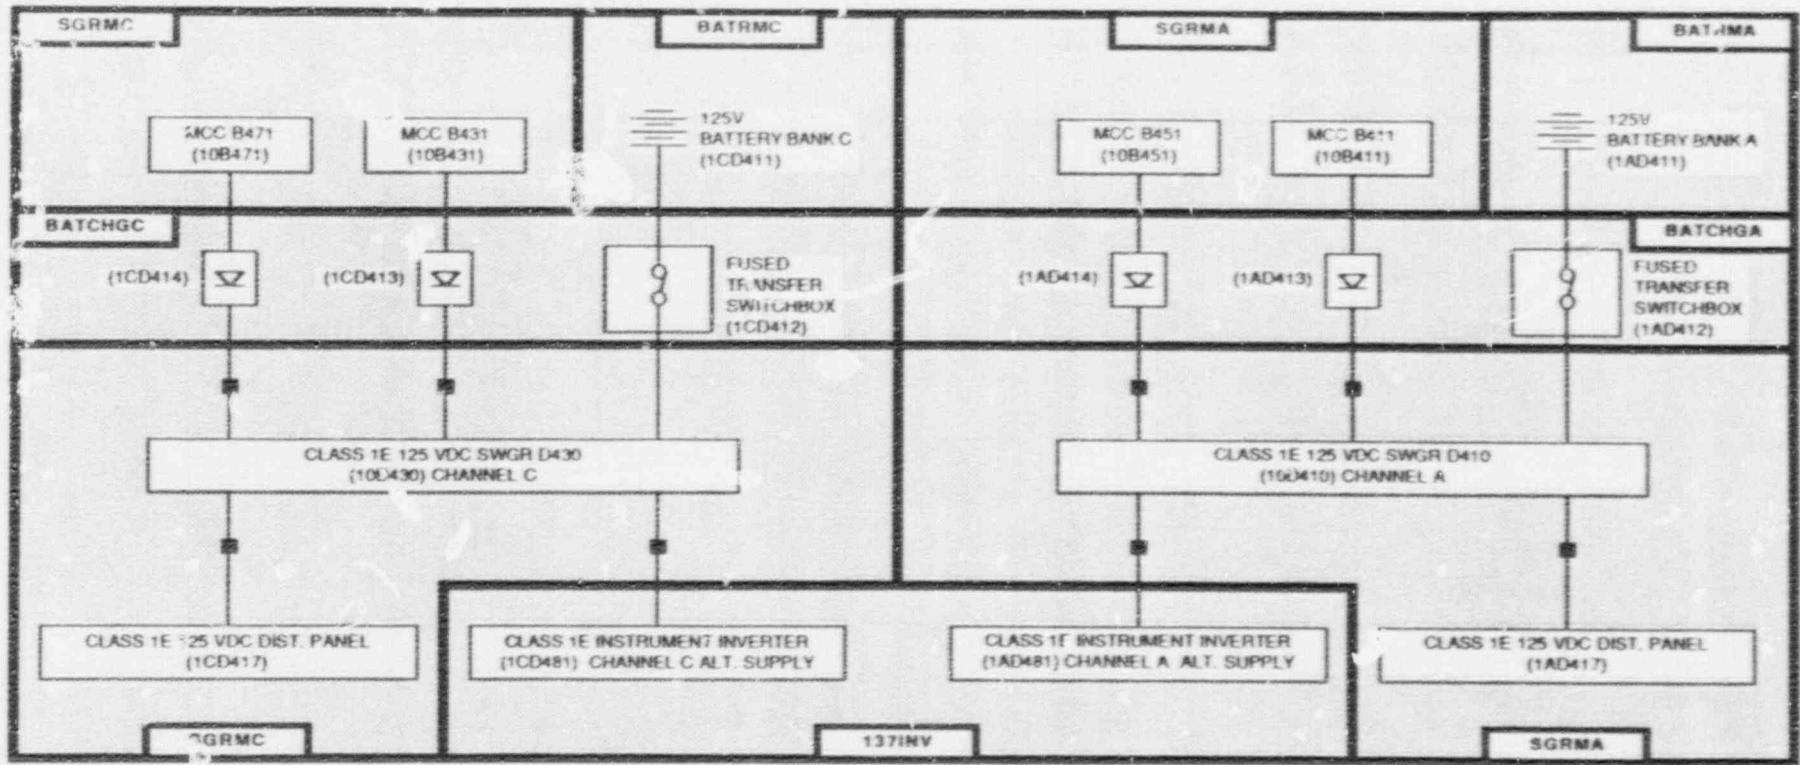 SGRMC
BATRMC
SGRMA
BATRMA
MCC B471
(10B471)
MCC B431
(10B431)
125V
BATTERY BANK C
(1CD411)
MCC B451
(10B451)
MCC B411
(10B411)
125V
BATTERY BANK A
(1AD411)
BATCHGC
BATCHGA
(1CD414)
(1CD413)
FUSED
TRANSFER
SWITCHBOX
(1CD412)
(1AD414)
(1AD413)
FUSED
TRANSFER
SWITCHBOX
(1AD412)
CLASS 1E 125 VDC SWGR D430
(10D430) CHANNEL C
CLASS 1E 125 VDC SWGR D410
(10D410) CHANNEL A
CLASS 1E 125 VDC DIST. PANEL
(1CD417)
CLASS 1E INSTRUMENT INVERTER
(1CD481) CHANNEL C ALT. SUPPLY
CLASS 1E INSTRUMENT INVERTER
(1AD481) CHANNEL A ALT. SUPPLY
CLASS 1E 125 VDC DIST. PANEL
(1AD417)
SGRMC
137INV
SGRMA